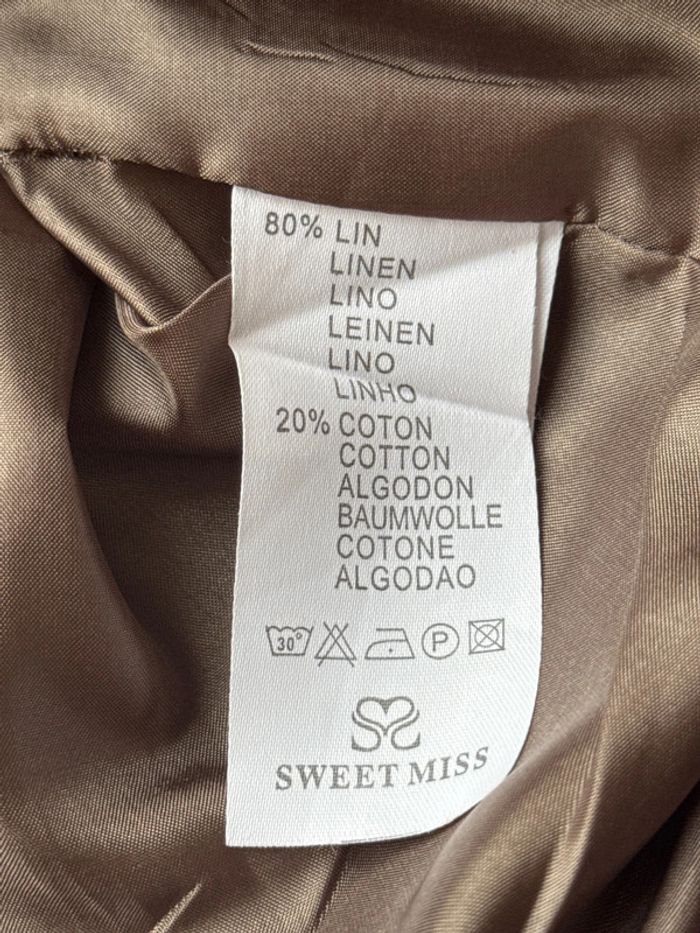 80% LIN
LINEN
LINO
LEINEN
LINO
LINHO
20% COTON
COTTON
ALGODON
BAUMWOLLE
COTONE
ALGODAO
30° P
SWEET MISS